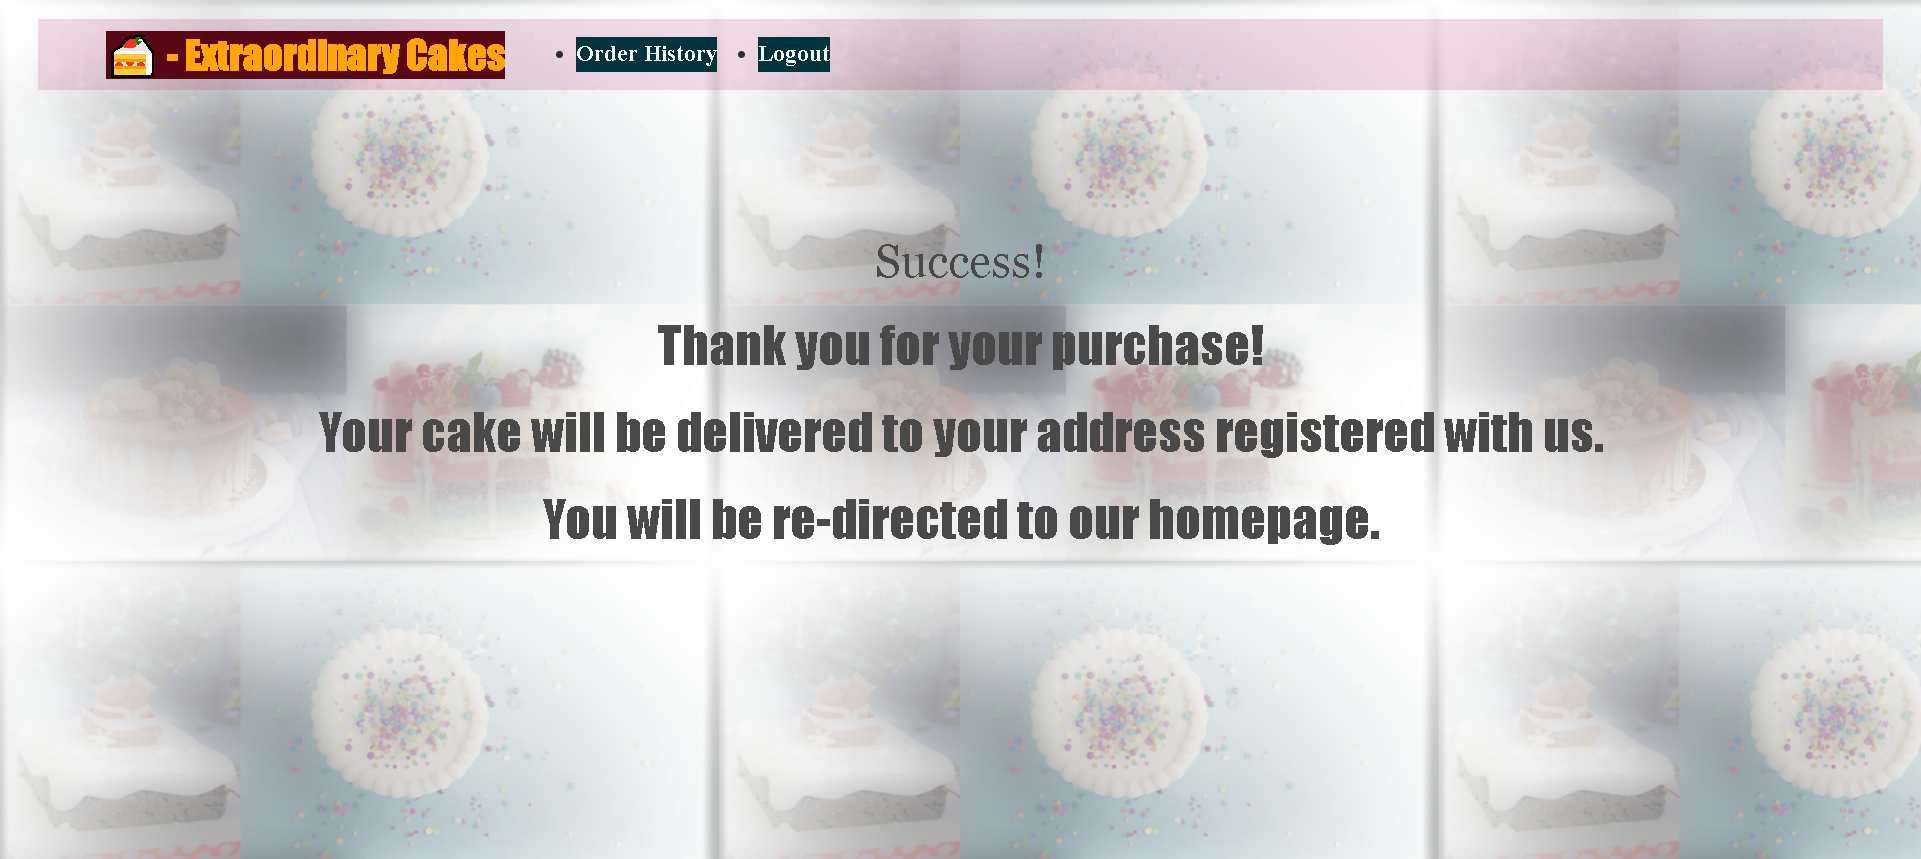 - Extraordinary Cakes
Order History
Logout
Success!
Thank you for your purchase!
Your cake will be delivered to your address registered with us.
You will be re-directed to our homepage.